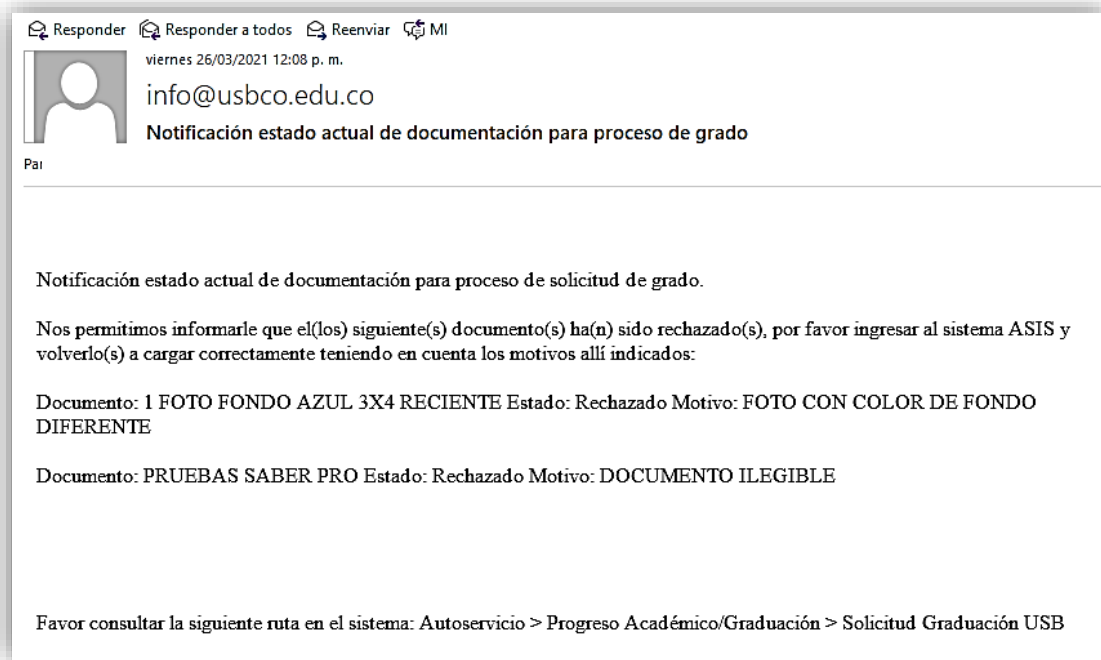 Responder Responder a todos Reenviar MI
viernes 26/03/2021 12:08 p. m.
info@usbco.edu.co
Notificación estado actual de documentación para proceso de grado
Par
Notificación estado actual de documentación para proceso de solicitud de grado.
Nos permitimos informarle que el(los) siguiente(s) documento(s) ha(n) sido rechazado(s), por favor ingresar al sistema ASIS y
volverlo(s) a cargar correctamente teniendo en cuenta los motivos allí indicados:
Documento: 1 FOTO FONDO AZUL 3X4 RECIENTE Estado: Rechazado Motivo: FOTO CON COLOR DE FONDO
DIFERENTE
Documento: PRUEBAS SABER PRO Estado: Rechazado Motivo: DOCUMENTO ILEGIBLE
Favor consultar la siguiente ruta en el sistema: Autoservicio > Progreso Académico/Graduación > Solicitud Graduación USB